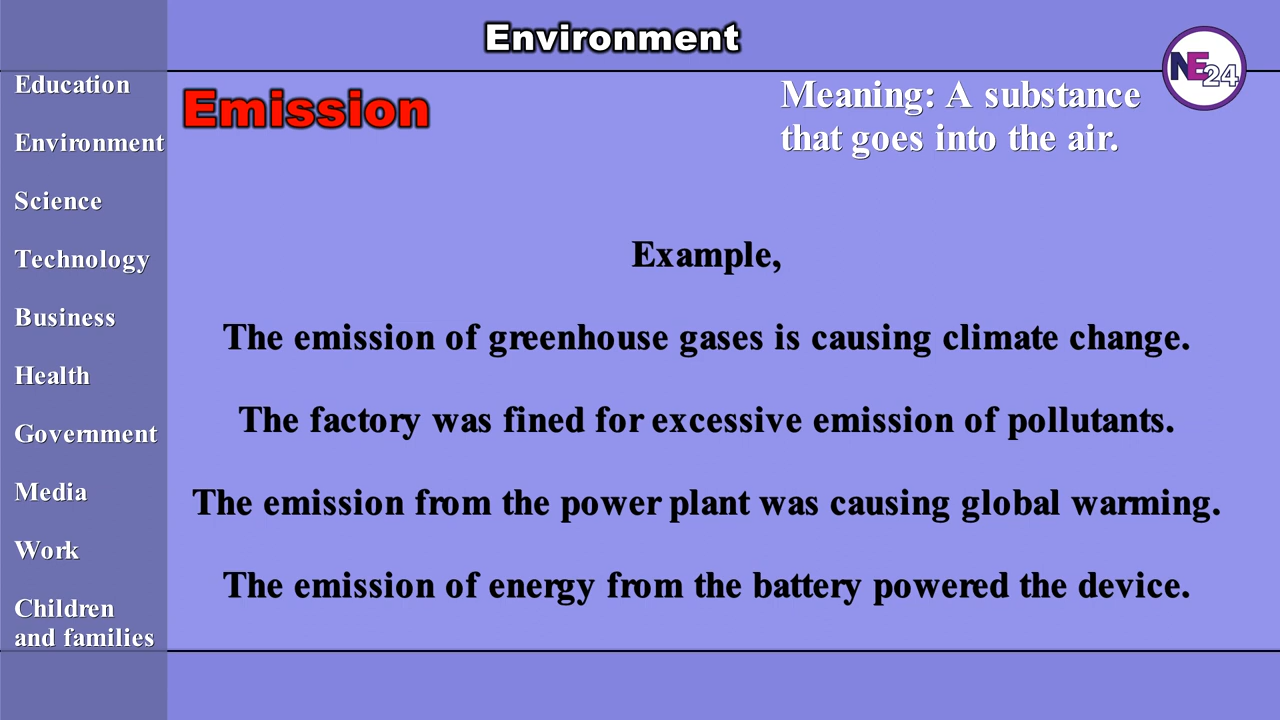 Environment
NE24
Education
Environment
Science
Technology
Business
Health
Government
Media
Work
Children
and families
Emission
Meaning: A substance
that goes into the air.
Example,
The emission of greenhouse gases is causing climate change.
The factory was fined for excessive emission of pollutants.
The emission from the power plant was causing global warming.
The emission of energy from the battery powered the device.